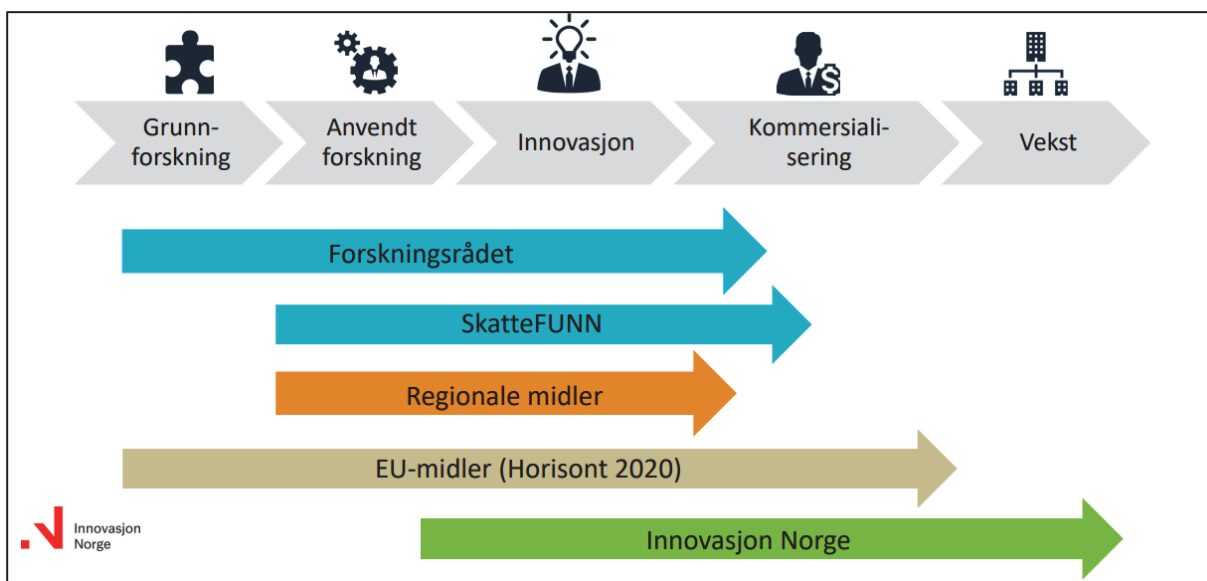 Grunn-
forskning
Anvendt
forskning
Innovasjon
Kommersiali-
sering
Vekst
Forskningsrådet
SkatteFUNN
Regionale midler
EU-midler (Horisont 2020)
Innovasjon Norge
Innovasjon
Norge